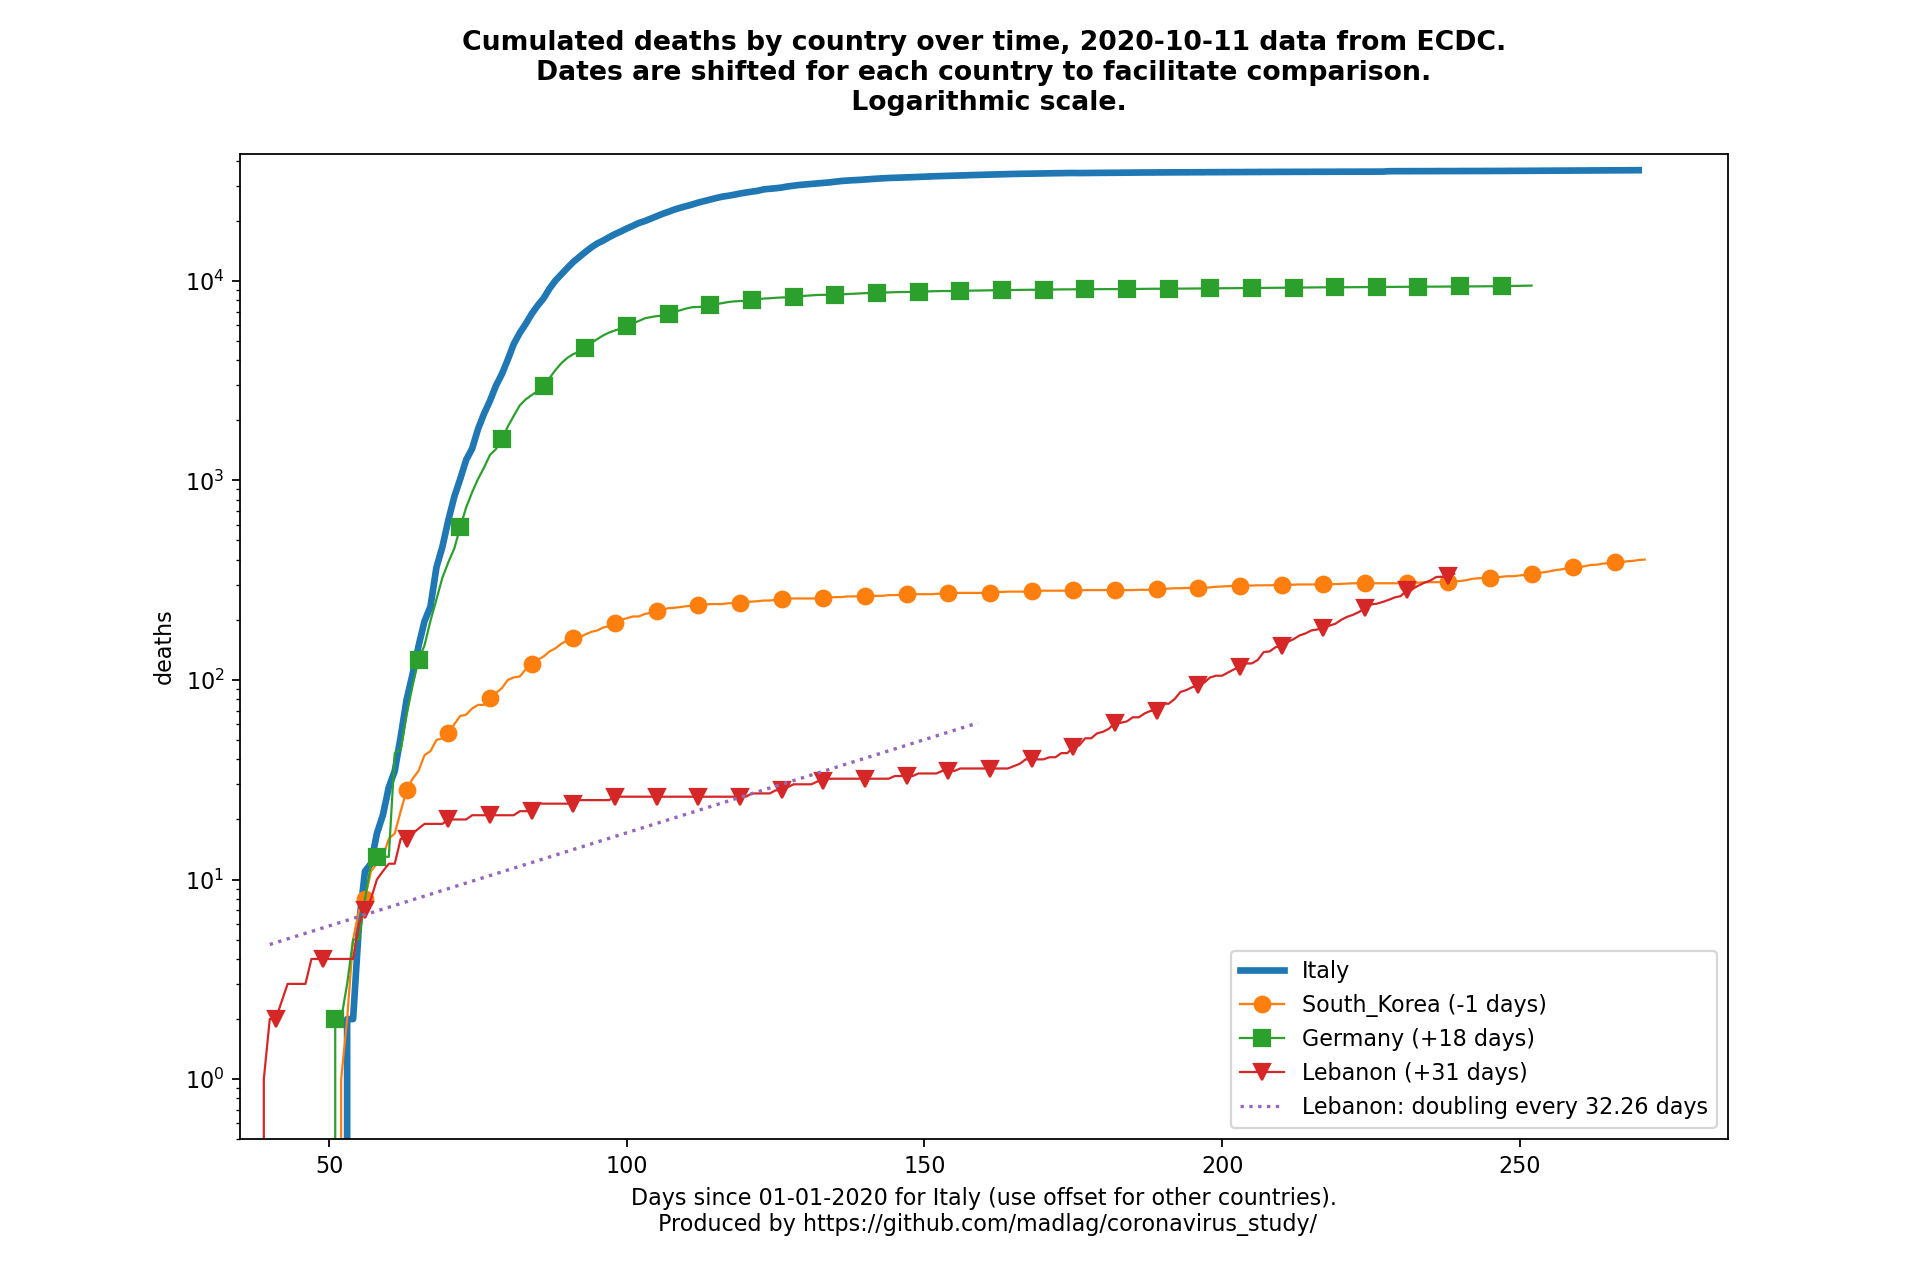 Cumulated deaths by country over time, 2020-10-11 data from ECDC.
Dates are shifted for each country to facilitate comparison.
Logarithmic scale.
10⁴
10³
10²
10¹
10⁰
deaths
Italy
South_Korea (-1 days)
Germany (+18 days)
Lebanon (+31 days)
Lebanon: doubling every 32.26 days
50 100 150 200 250
Days since 01-01-2020 for Italy (use offset for other countries).
Produced by https://github.com/madlag/coronavirus_study/